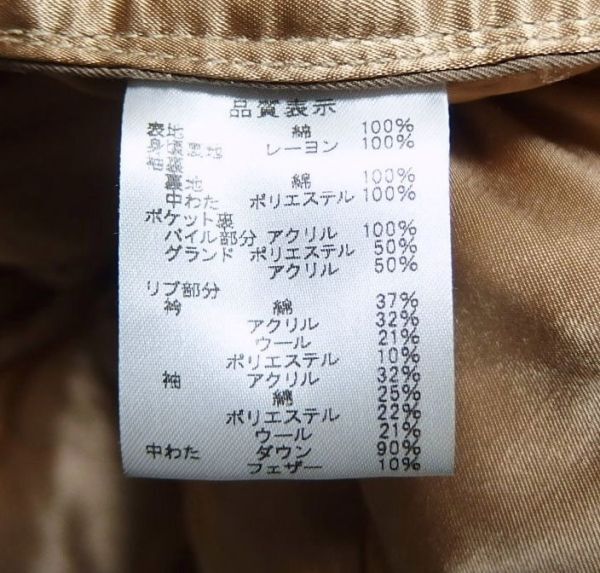 品質表示
表地 綿 100%
レーヨン 100%
裏地 綿 100%
中わた ポリエステル 100%
ポケット裏
パイル部分 アクリル 100%
グランド ポリエステル 50%
アクリル 50%
リブ部分
衿 綿 37%
アクリル 32%
ウール 21%
ポリエステル 10%
袖 アクリル 32%
綿 25%
ポリエステル 22%
ウール 21%
中わた ダウン 90%
フェザー 10%